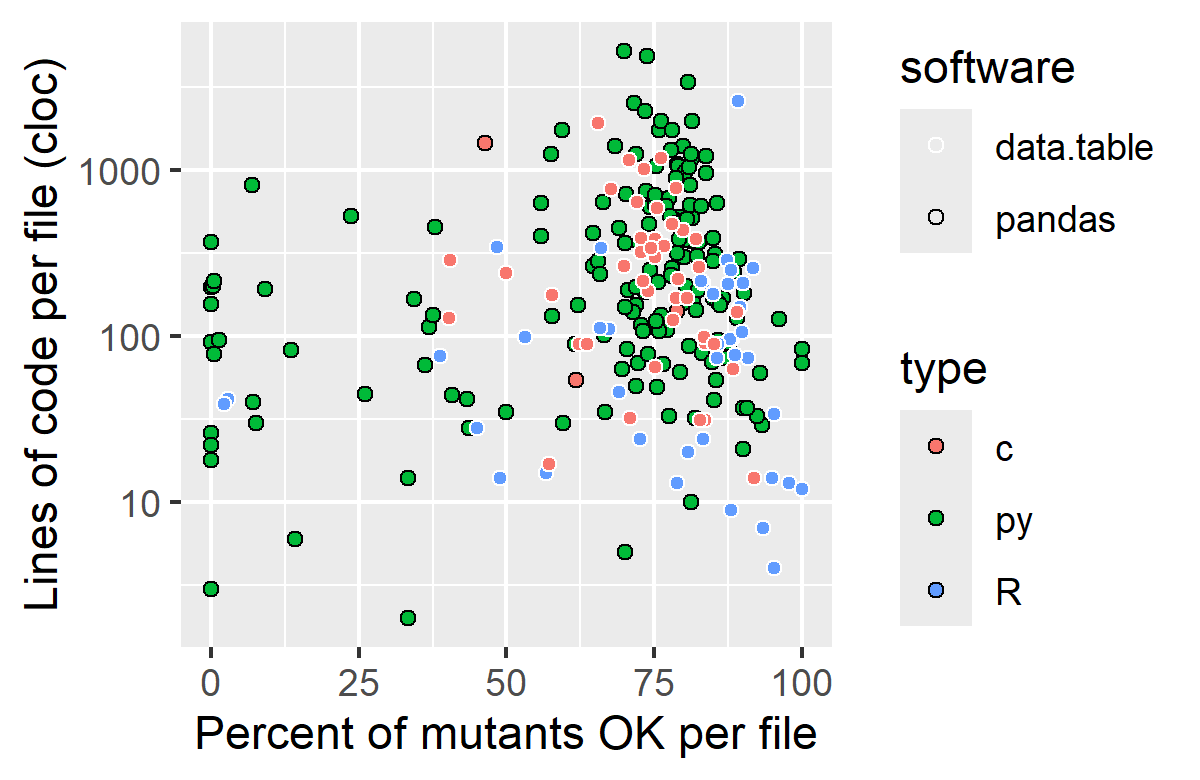 Lines of code per file (cloc)
1000
100
10
0 25 50 75 100
Percent of mutants OK per file
software
data.table
pandas
type
c
py
R